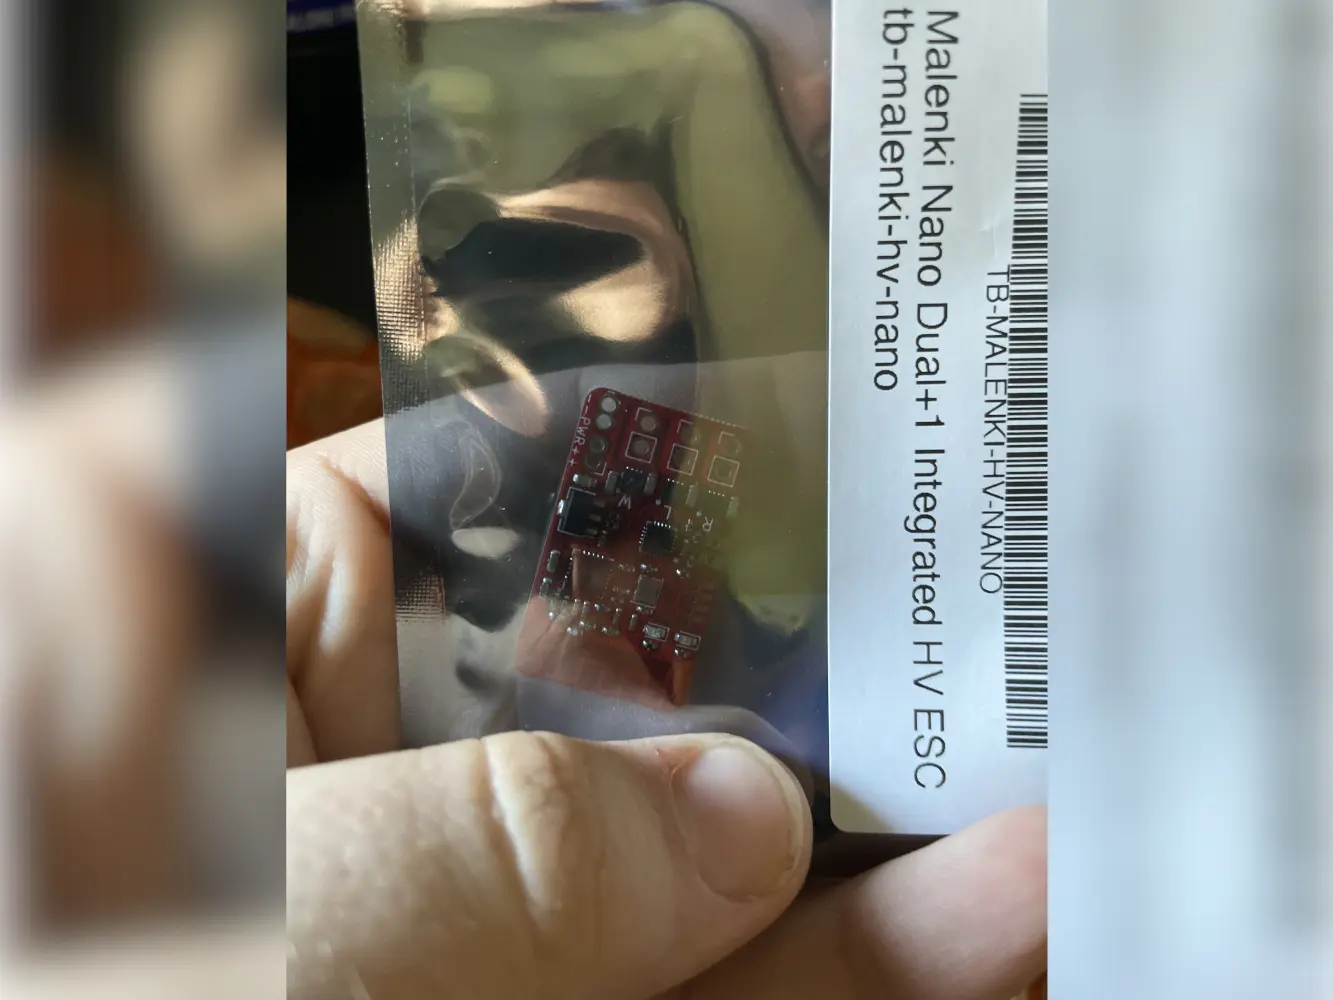 Malenki Nano Dual+1 Integrated HV ESC
tb-malenki-hv-nano
TB-MALENKI-HV-NANO
- - PWR + +
W
L
R